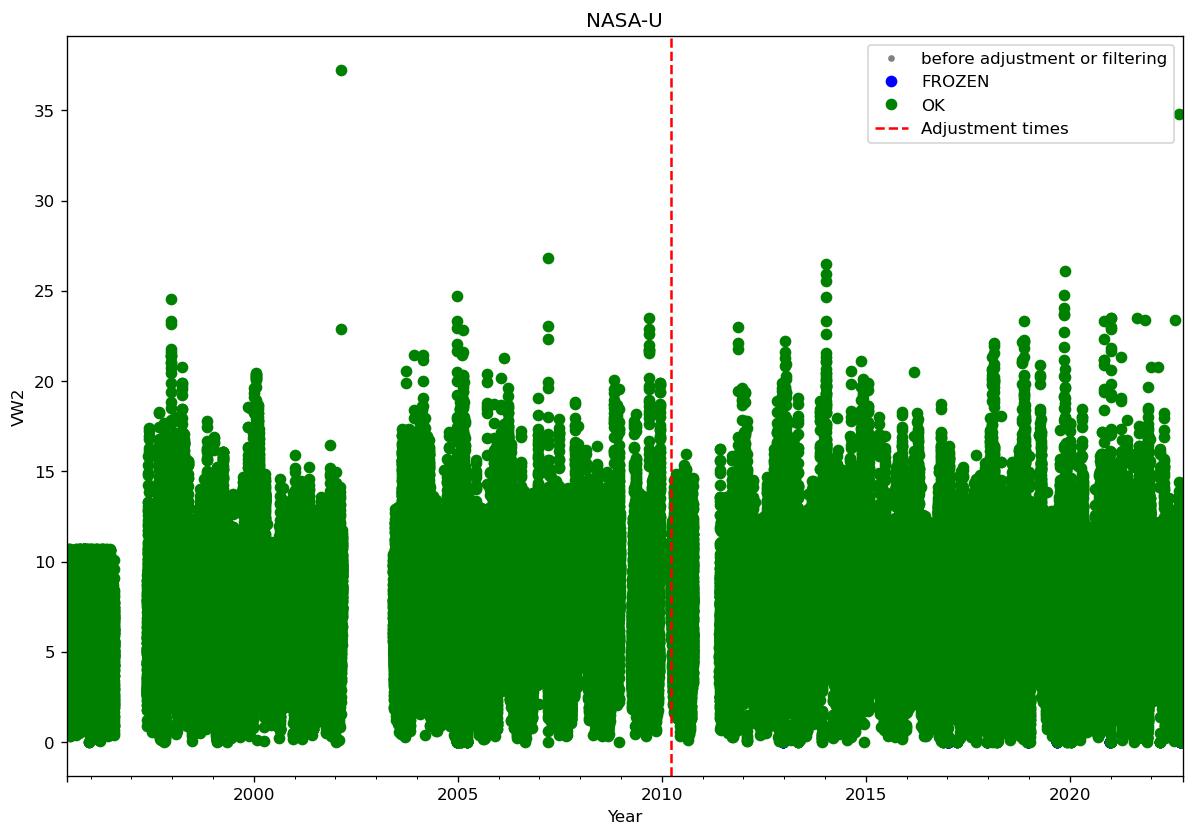 NASA-U
before adjustment or filtering
FROZEN
OK
Adjustment times
VW2
35
30
25
20
15
10
5
0
2000 2005 2010 2015 2020
Year